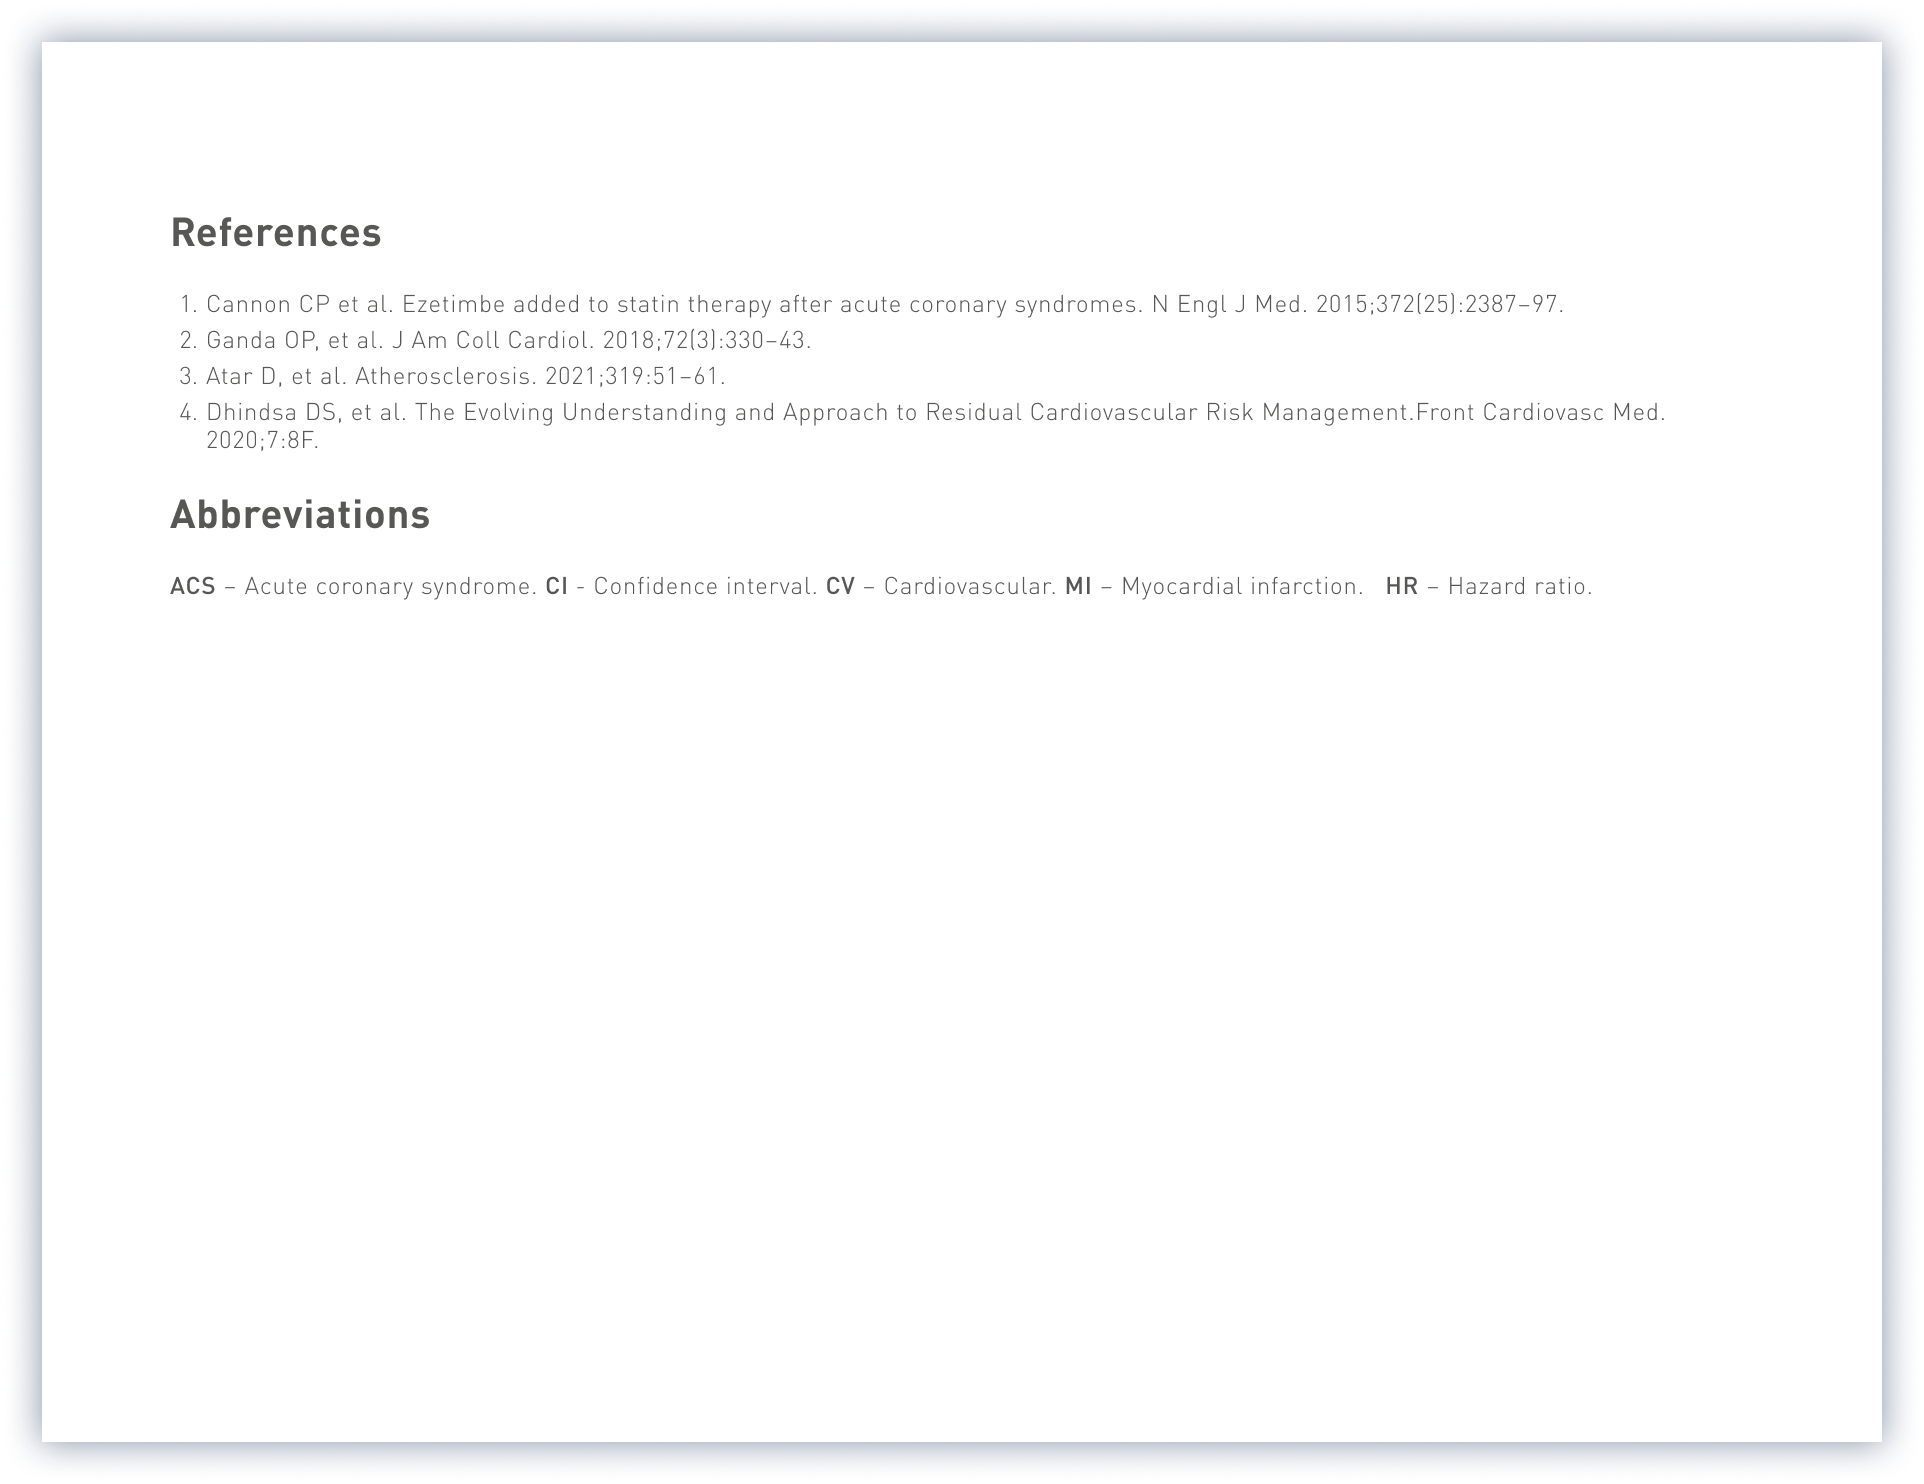 References
1. Cannon CP et al. Ezetimbe added to statin therapy after acute coronary syndromes. N Engl J Med. 2015;372(25):2387–97.
2. Ganda OP, et al. J Am Coll Cardiol. 2018;72(3):330–43.
3. Atar D, et al. Atherosclerosis. 2021;319:51–61.
4. Dhindsa DS, et al. The Evolving Understanding and Approach to Residual Cardiovascular Risk Management.Front Cardiovasc Med.
2020;7:8F.
Abbreviations
ACS – Acute coronary syndrome. CI - Confidence interval. CV – Cardiovascular. MI – Myocardial infarction. HR – Hazard ratio.